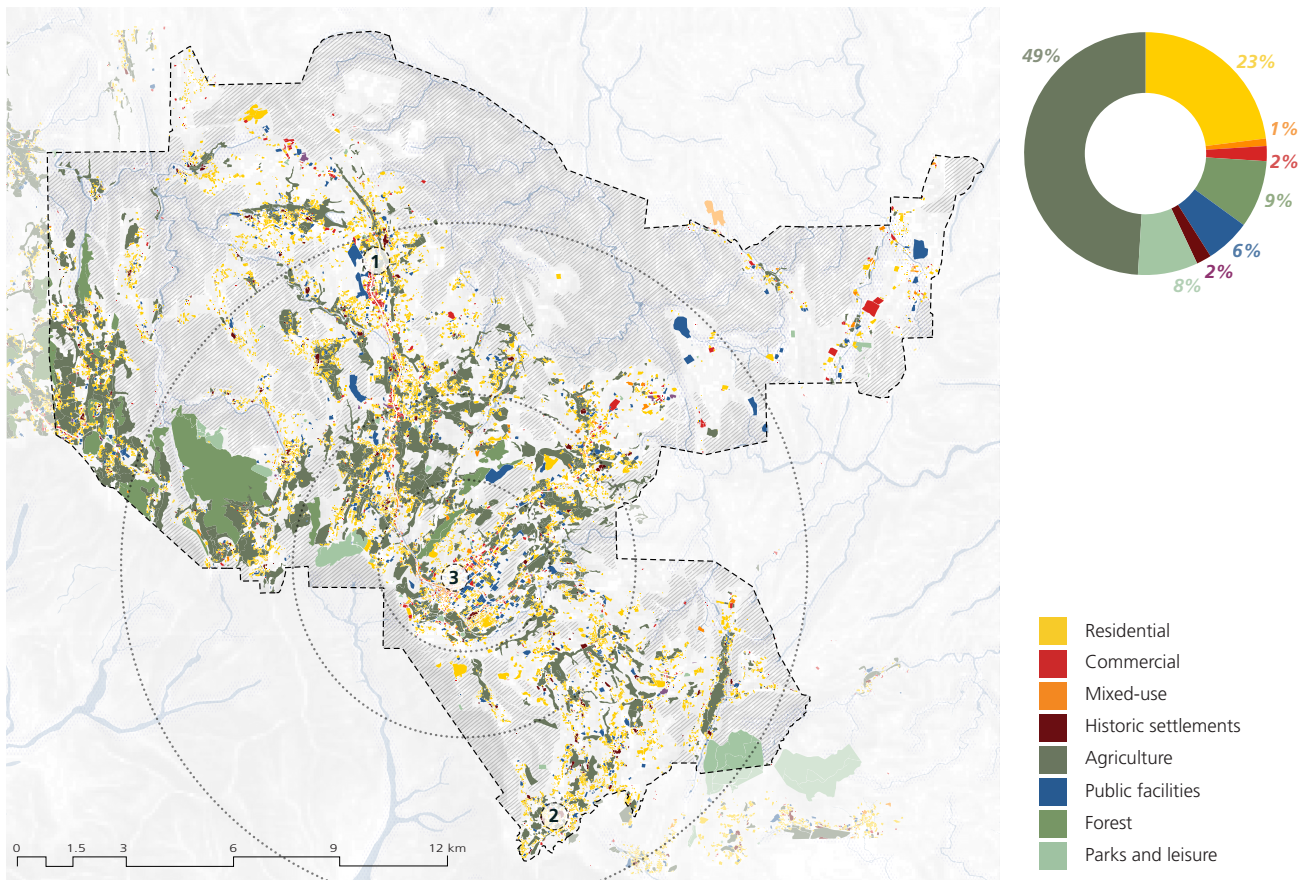 1
2
3
0
1.5
3
6
9
12 km
49%
23%
1%
2%
9%
6%
2%
8%
Residential
Commercial
Mixed-use
Historic settlements
Agriculture
Public facilities
Forest
Parks and leisure